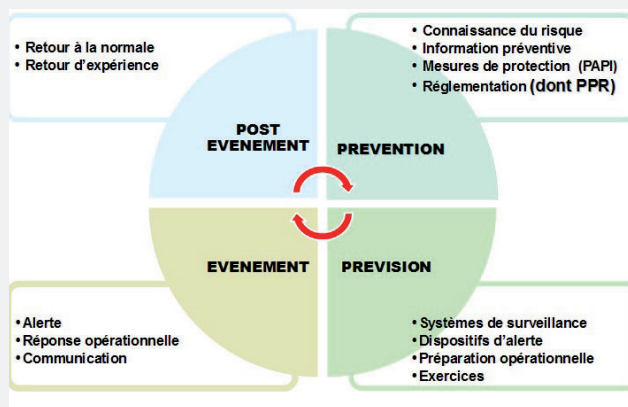 • Retour à la normale
• Retour d'expérience
• Connaissance du risque
• Information préventive
• Mesures de protection (PAPI)
• Réglementation (dont PPR)
POST
EVENEMENT
PREVENTION
EVENEMENT
PREVISION
•Alerte
•Réponse opérationnelle
•Communication
• Systèmes de surveillance
• Dispositifs d'alerte
• Préparation opérationnelle
• Exercices